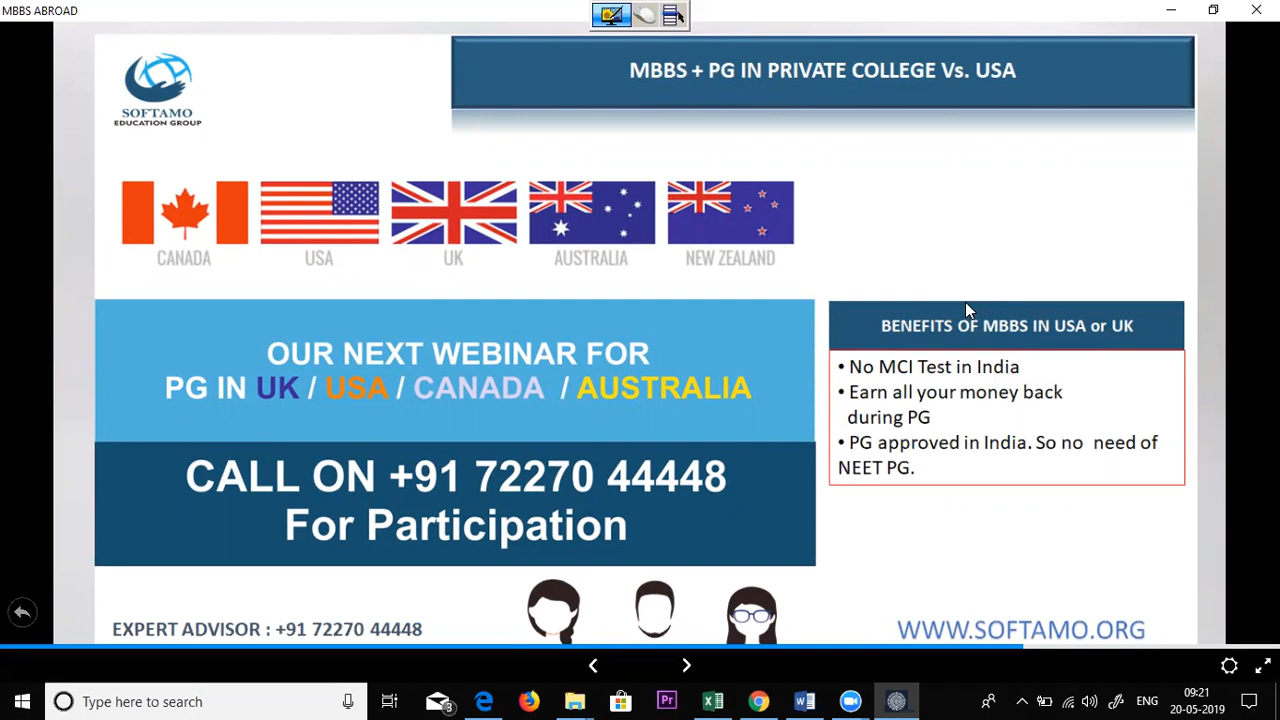 MBBS ABROAD
SOFTAMO
EDUCATION GROUP
MBBS + PG IN PRIVATE COLLEGE Vs. USA
CANADA
USA
UK
AUSTRALIA
NEW ZEALAND
OUR NEXT WEBINAR FOR
PG IN UK / USA / CANADA / AUSTRALIA
CALL ON +91 72270 44448
For Participation
BENEFITS OF MBBS IN USA or UK
• No MCI Test in India
• Earn all your money back
during PG
• PG approved in India. So no need of
NEET PG.
EXPERT ADVISOR : +91 72270 44448
WWW.SOFTAMO.ORG
Type here to search
3
Pr
ENG
09:21
20-05-2019